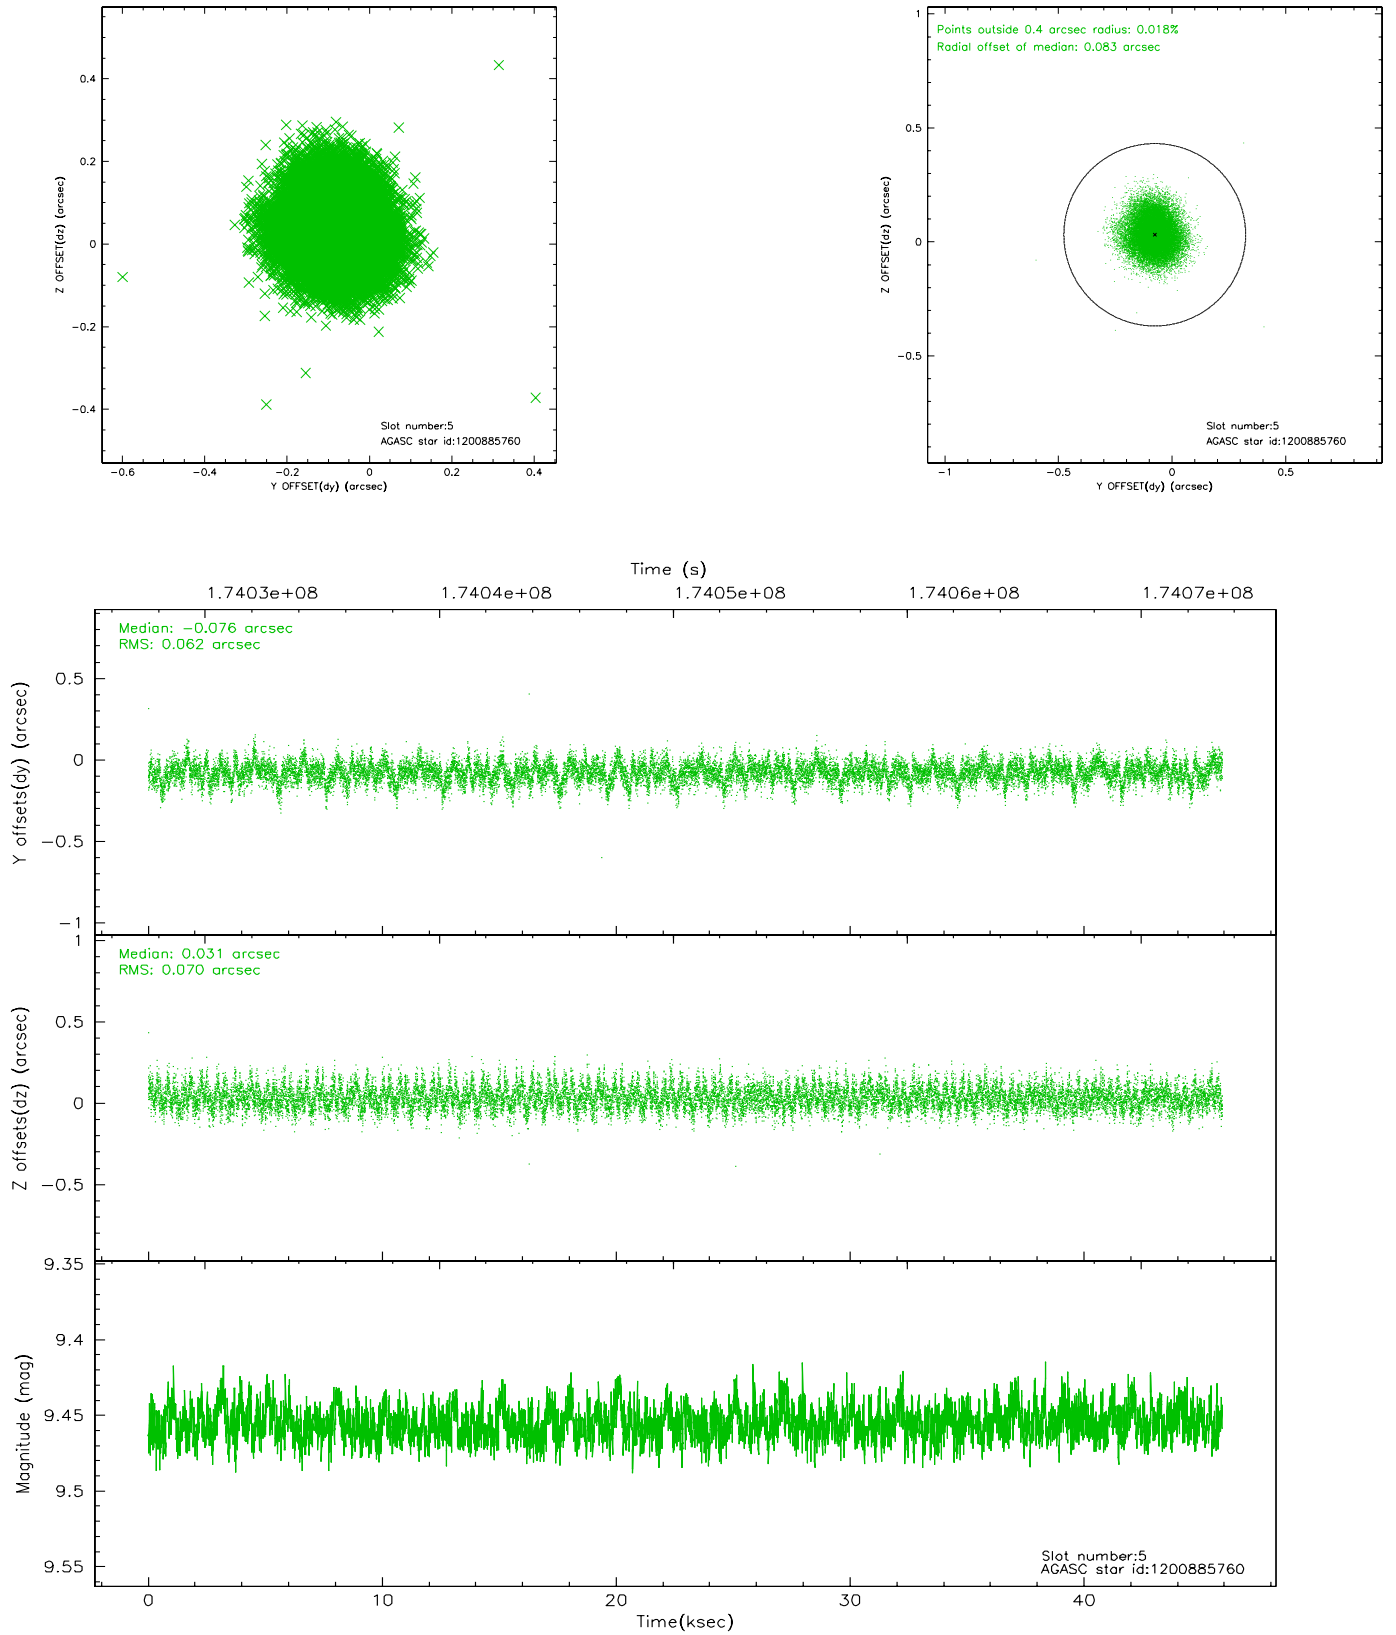 0.4
0.2
0
−0.2
−0.4
Z OFFSET(dz) (arcsec)
Slot number:5
AGASC star id:1200885760
−0.6
−0.4
−0.2
0
0.2
0.4
Y OFFSET(dy) (arcsec)
Points outside 0.4 arcsec radius: 0.018%
Radial offset of median: 0.083 arcsec
1
0.5
0
−0.5
Z OFFSET(dz) (arcsec)
Slot number:5
AGASC star id:1200885760
−1
−0.5
0
0.5
Y OFFSET(dy) (arcsec)
Time (s)
1.7403e+08
1.7404e+08
1.7405e+08
1.7406e+08
1.7407e+08
Median: −0.076 arcsec
RMS: 0.062 arcsec
0.5
0
−0.5
−1
Y offsets(dy) (arcsec)
Median: 0.031 arcsec
RMS: 0.070 arcsec
1
0.5
0
−0.5
Z offsets(dz) (arcsec)
9.35
9.4
9.45
9.5
9.55
Magnitude (mag)
Slot number:5
AGASC star id:1200885760
0
10
20
30
40
Time(ksec)